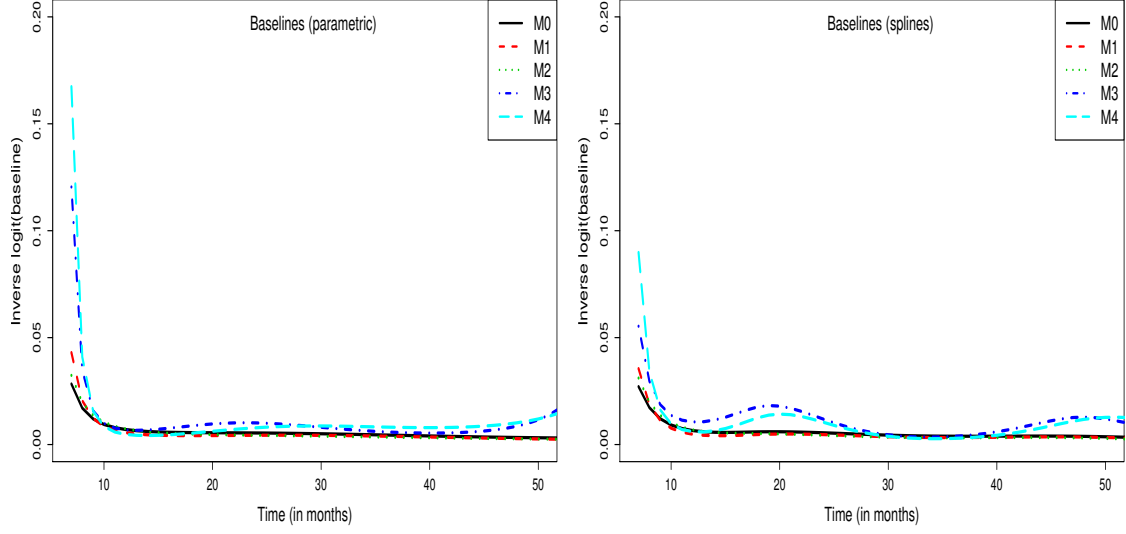 Baselines (parametric)
M0
M1
M2
M3
M4
0.20
0.15
0.10
0.05
0.00
Inverse logit(baseline)
10
20
30
40
50
Time (in months)
Baselines (splines)
M0
M1
M2
M3
M4
0.20
0.15
0.10
0.05
0.00
Inverse logit(baseline)
10
20
30
40
50
Time (in months)